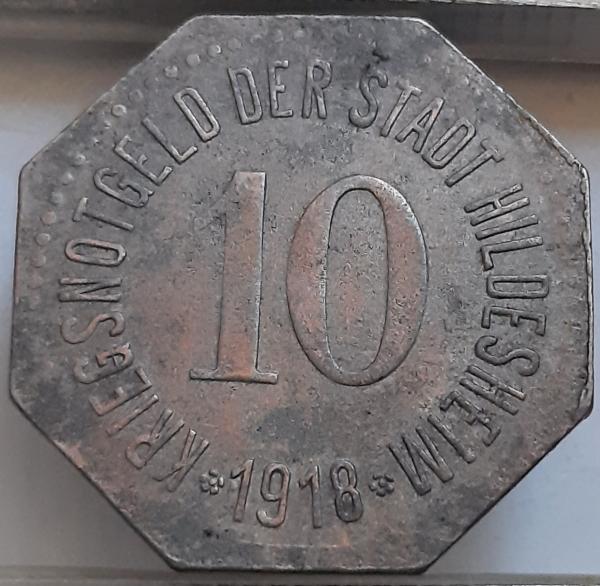 KRIEGSNOTGELD DER STADT HILDESHEIM
10
1918